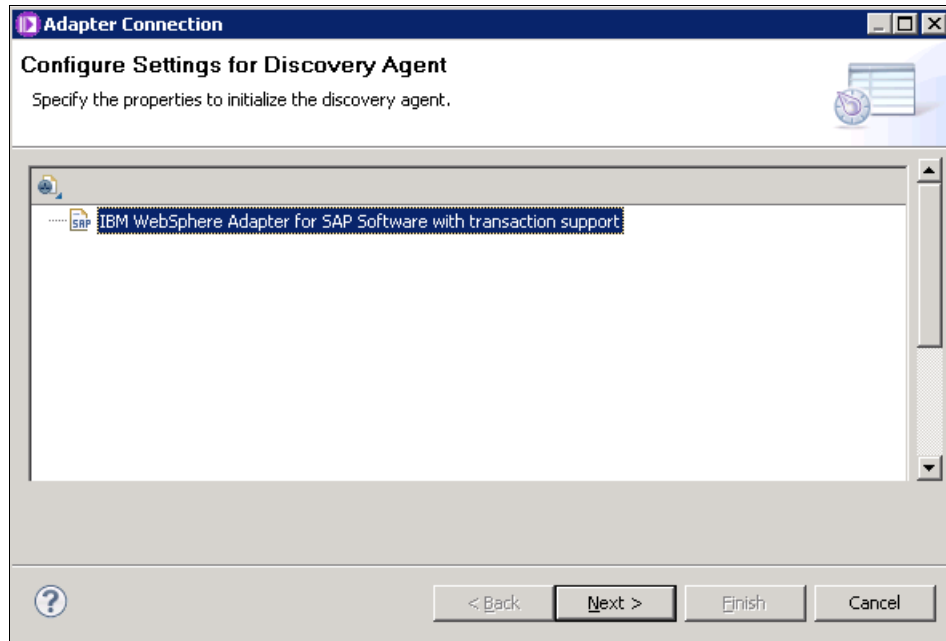 Adapter Connection
Configure Settings for Discovery Agent
Specify the properties to initialize the discovery agent.
SAP IBM WebSphere Adapter for SAP Software with transaction support
?
< Back Next > Finish Cancel